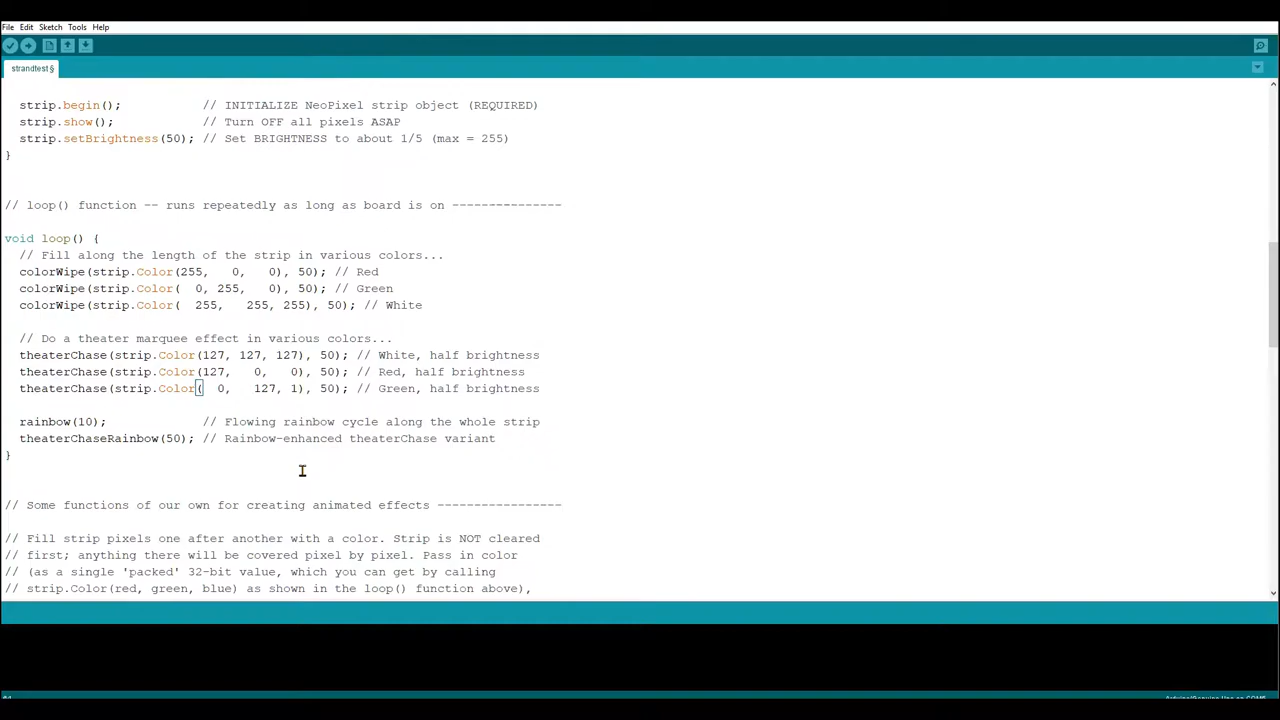 File Edit Sketch Tools Help
strandtest §
strip.begin();           // INITIALIZE NeoPixel strip object (REQUIRED)
strip.show();            // Turn OFF all pixels ASAP
strip.setBrightness(50); // Set BRIGHTNESS to about 1/5 (max = 255)
}
// loop() function -- runs repeatedly as long as board is on ---------------
void loop() {
// Fill along the length of the strip in various colors...
colorWipe(strip.Color(255,   0,   0), 50); // Red
colorWipe(strip.Color(  0, 255,   0), 50); // Green
colorWipe(strip.Color(  255,   255, 255), 50); // White
// Do a theater marquee effect in various colors...
theaterChase(strip.Color(127, 127, 127), 50); // White, half brightness
theaterChase(strip.Color(127,   0,   0), 50); // Red, half brightness
theaterChase(strip.Color(  0,   127, 1), 50); // Green, half brightness
rainbow(10);             // Flowing rainbow cycle along the whole strip
theaterChaseRainbow(50); // Rainbow-enhanced theaterChase variant
}
// Some functions of our own for creating animated effects -----------------
// Fill strip pixels one after another with a color. Strip is NOT cleared
// first; anything there will be covered pixel by pixel. Pass in color
// (as a single 'packed' 32-bit value, which you can get by calling
// strip.Color(red, green, blue) as shown in the loop() function above),